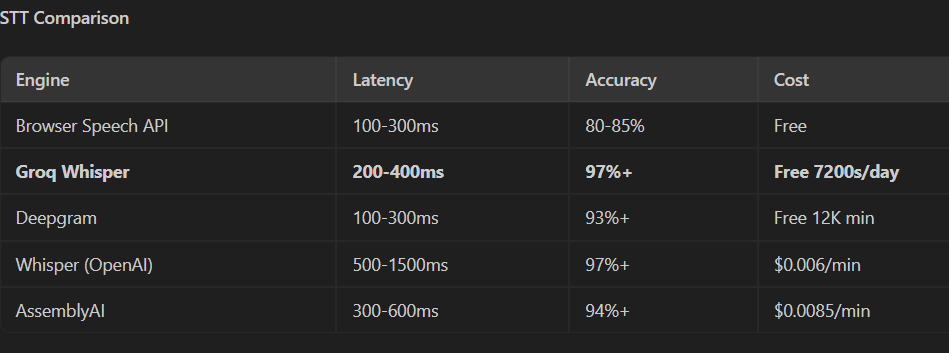 STT Comparison
Engine Latency Accuracy Cost
Browser Speech API 100-300ms 80-85% Free
Groq Whisper 200-400ms 97%+ Free 7200s/day
Deepgram 100-300ms 93%+ Free 12K min
Whisper (OpenAI) 500-1500ms 97%+ $0.006/min
AssemblyAI 300-600ms 94%+ $0.0085/min